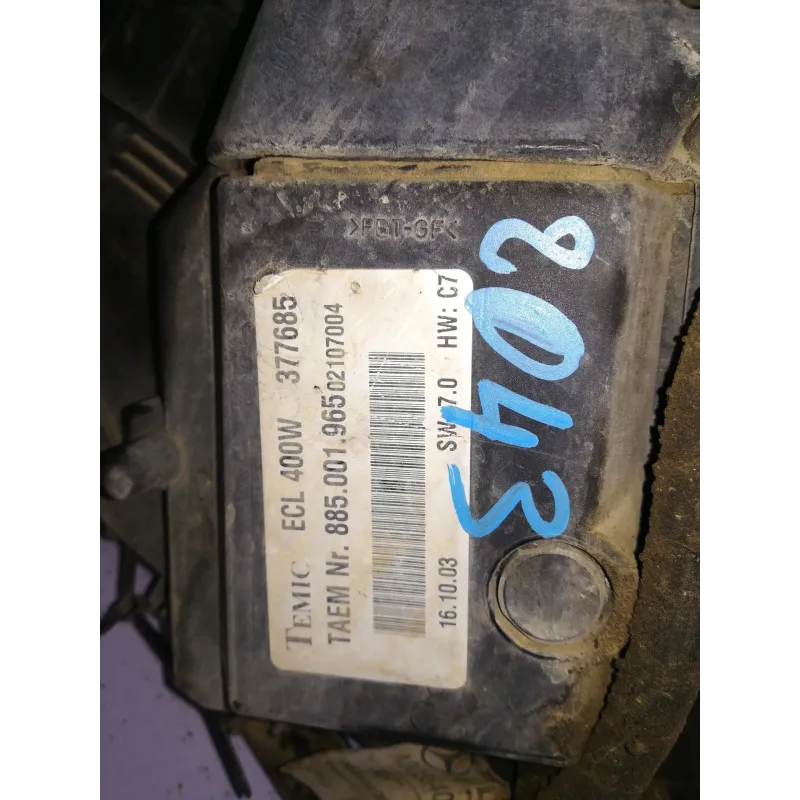 >PBT-GF<
TEMIC ECL 400W 377685
TAEM Nr. 885.001.965 02107004
16.10.03 SW 7.0 HW: C7
8043